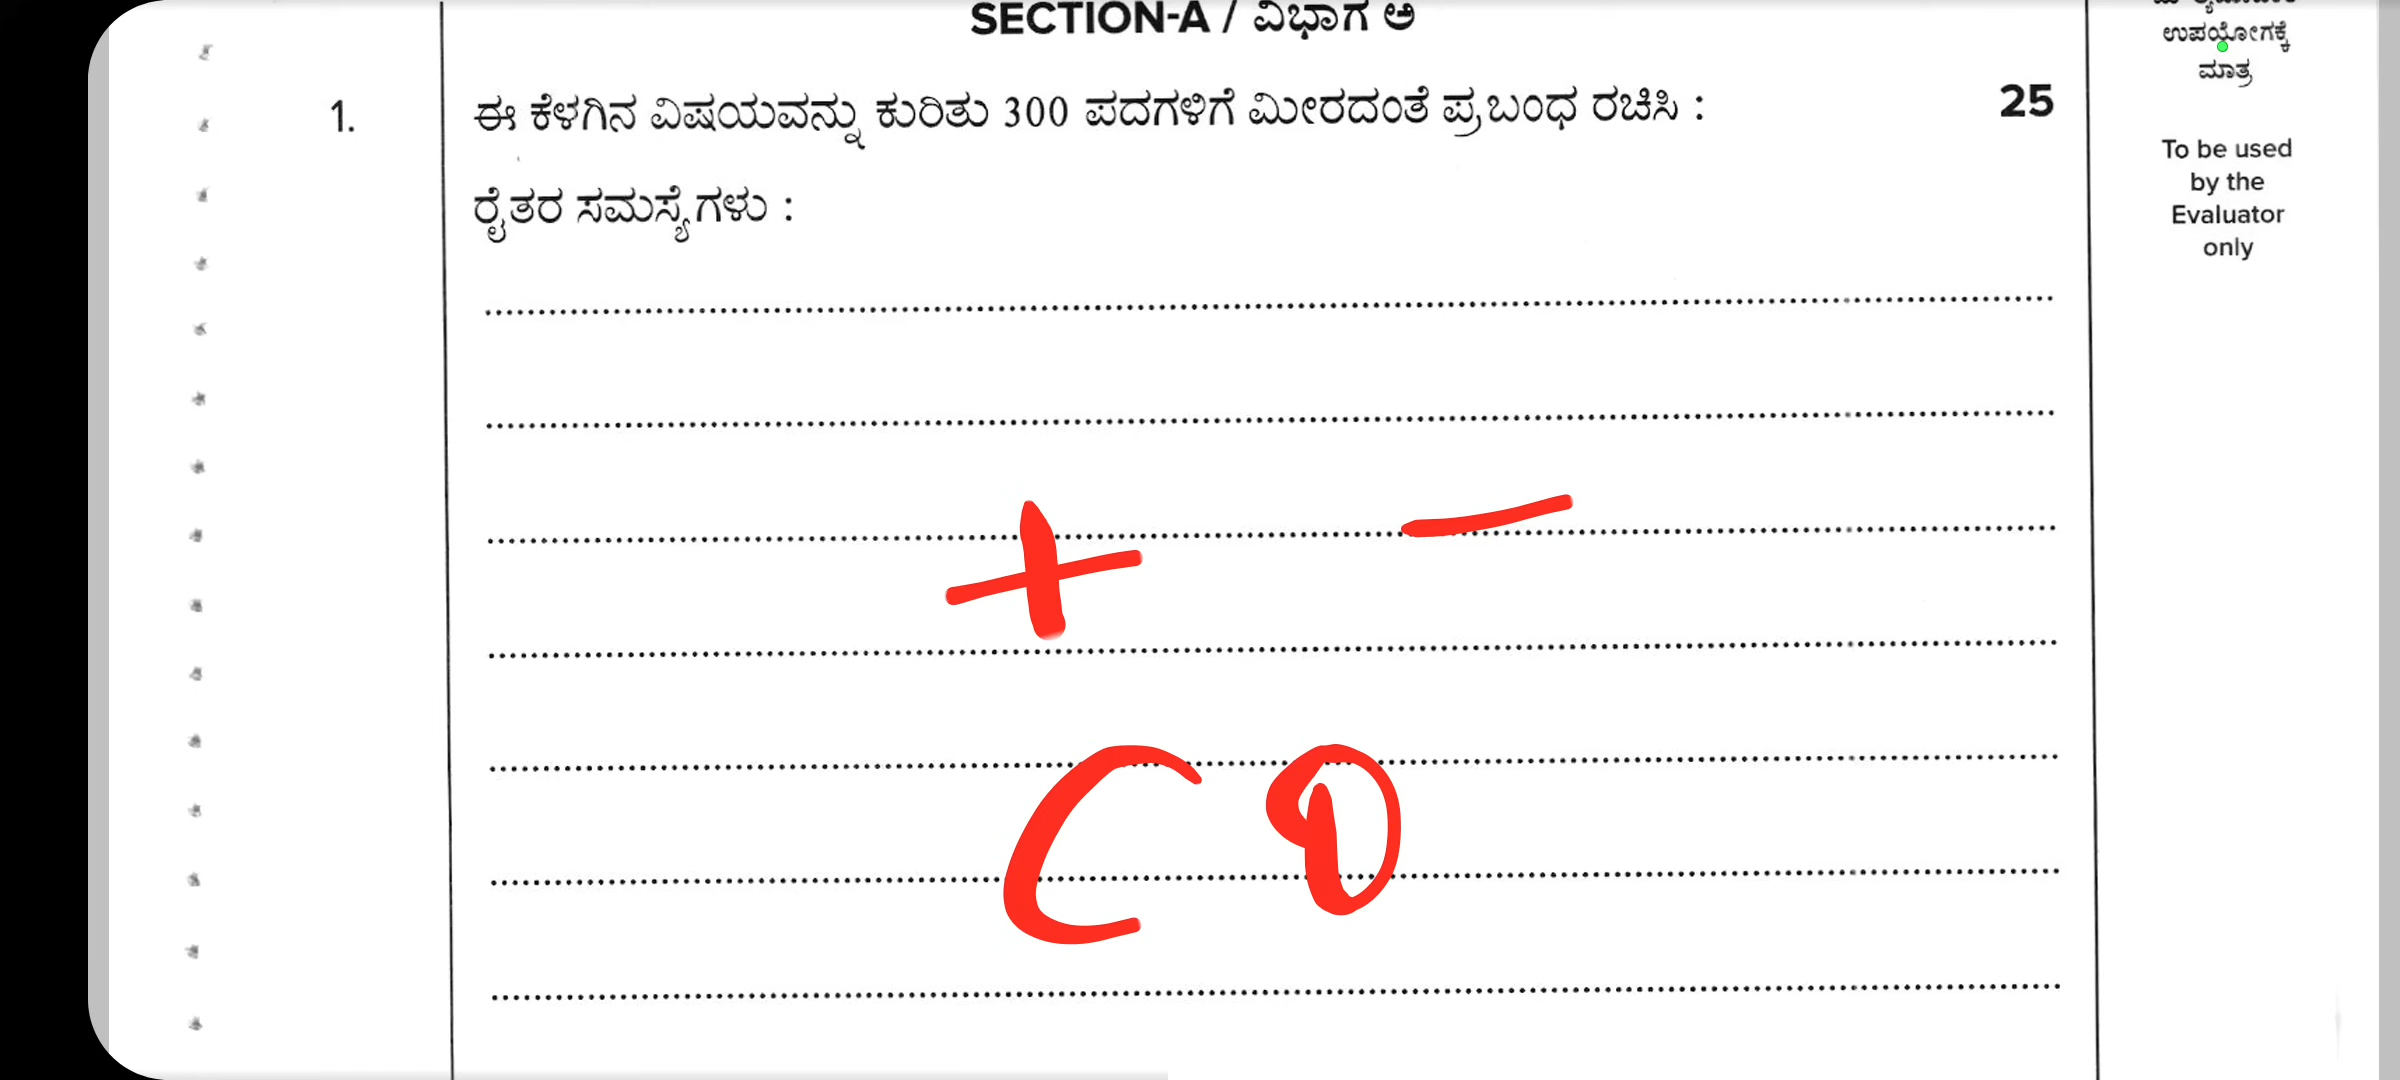 SECTION-A / ವಿಭಾಗ ಅ
1. ಈ ಕೆಳಗಿನ ವಿಷಯವನ್ನು ಕುರಿತು 300 ಪದಗಳಿಗೆ ಮೀರದಂತೆ ಪ್ರಬಂಧ ರಚಿಸಿ : 25
ರೈತರ ಸಮಸ್ಯೆಗಳು :
+ –
C
ಉಪಯೋಗಕ್ಕೆ
ಮಾತ್ರ
To be used
by the
Evaluator
only